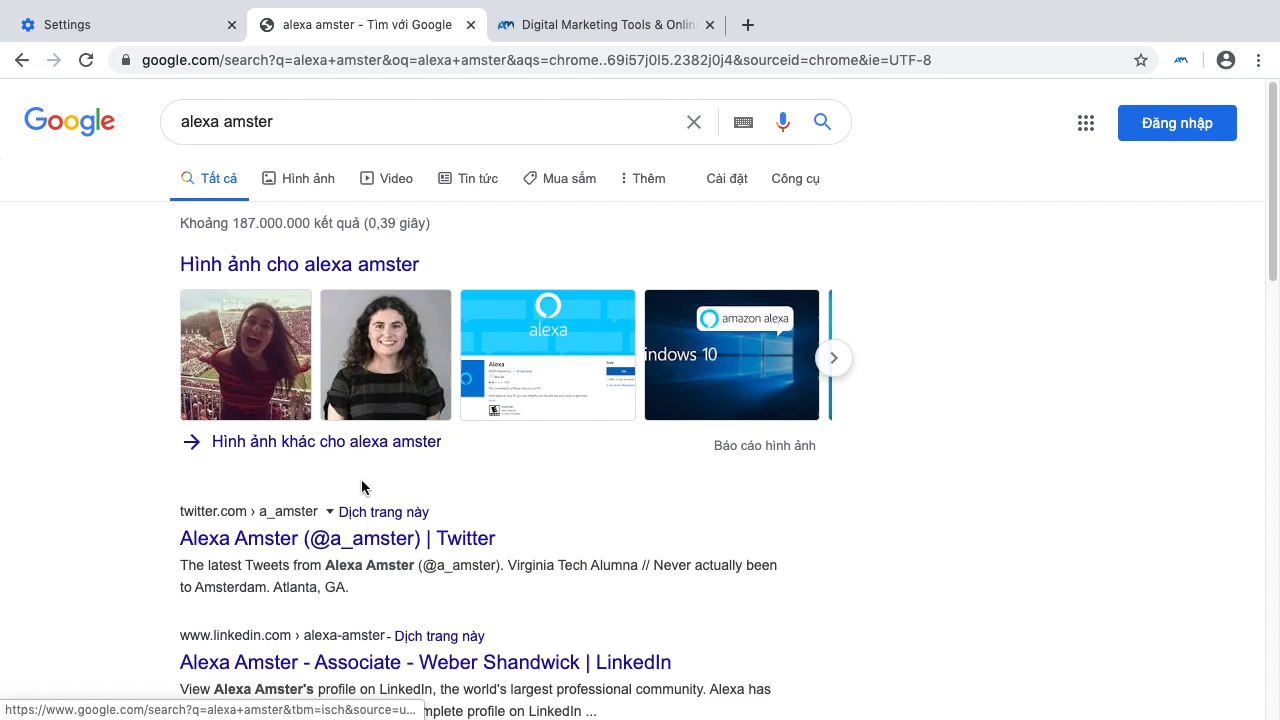 Settings
alexa amster - Tìm với Google
Digital Marketing Tools & Onlin
google.com/search?q=alexa+amster&oq=alexa+amster&aqs=chrome..69i57j0l5.2382j0j4&sourceid=chrome&ie=UTF-8
Google
alexa amster
Đăng nhập
Tất cả
Hình ảnh
Video
Tin tức
Mua sắm
Thêm
Cài đặt
Công cụ
Khoảng 187.000.000 kết quả (0,39 giây)
Hình ảnh cho alexa amster
alexa
Alexa
amazon alexa
indows 10
Hình ảnh khác cho alexa amster
Báo cáo hình ảnh
twitter.com › a_amster
Dịch trang này
Alexa Amster (@a_amster) | Twitter
The latest Tweets from Alexa Amster (@a_amster). Virginia Tech Alumna // Never actually been
to Amsterdam. Atlanta, GA.
www.linkedin.com › alexa-amster - Dịch trang này
Alexa Amster - Associate - Weber Shandwick | LinkedIn
View Alexa Amster's profile on LinkedIn, the world's largest professional community. Alexa has
mplete profile on LinkedIn ...
https://www.google.com/search?q=alexa+amster&tbm=isch&source=u...